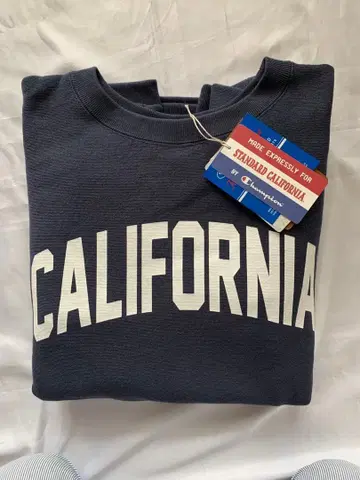 MADE EXPRESSLY FOR
STANDARD CALIFORNIA
BY Champion
CALIFORNIA